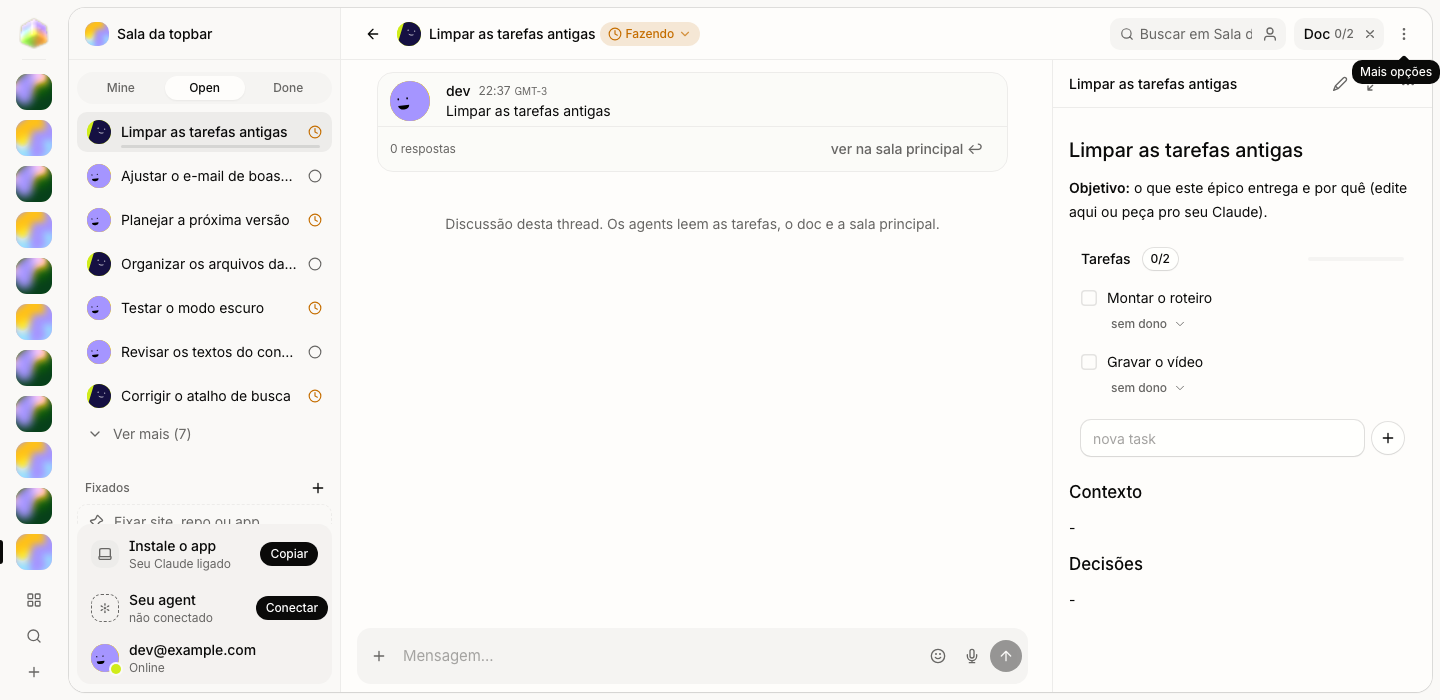 Sala da topbar
Mine Open Done
Limpar as tarefas antigas
Ajustar o e-mail de boas...
Planejar a próxima versão
Organizar os arquivos da...
Testar o modo escuro
Revisar os textos do con...
Corrigir o atalho de busca
Ver mais (7)
Fixados
Fixar site, repo ou app
Instale o app
Seu Claude ligado
Copiar
Seu agent
não conectado
Conectar
dev@example.com
Online
Limpar as tarefas antigas Fazendo
Buscar em Sala d
Doc 0/2
Mais opções
dev 22:37 GMT-3
Limpar as tarefas antigas
0 respostas
ver na sala principal
Discussão desta thread. Os agents leem as tarefas, o doc e a sala principal.
Mensagem...
Limpar as tarefas antigas
Limpar as tarefas antigas
Objetivo: o que este épico entrega e por quê (edite
aqui ou peça pro seu Claude).
Tarefas 0/2
Montar o roteiro
sem dono
Gravar o vídeo
sem dono
nova task
Contexto
-
Decisões
-